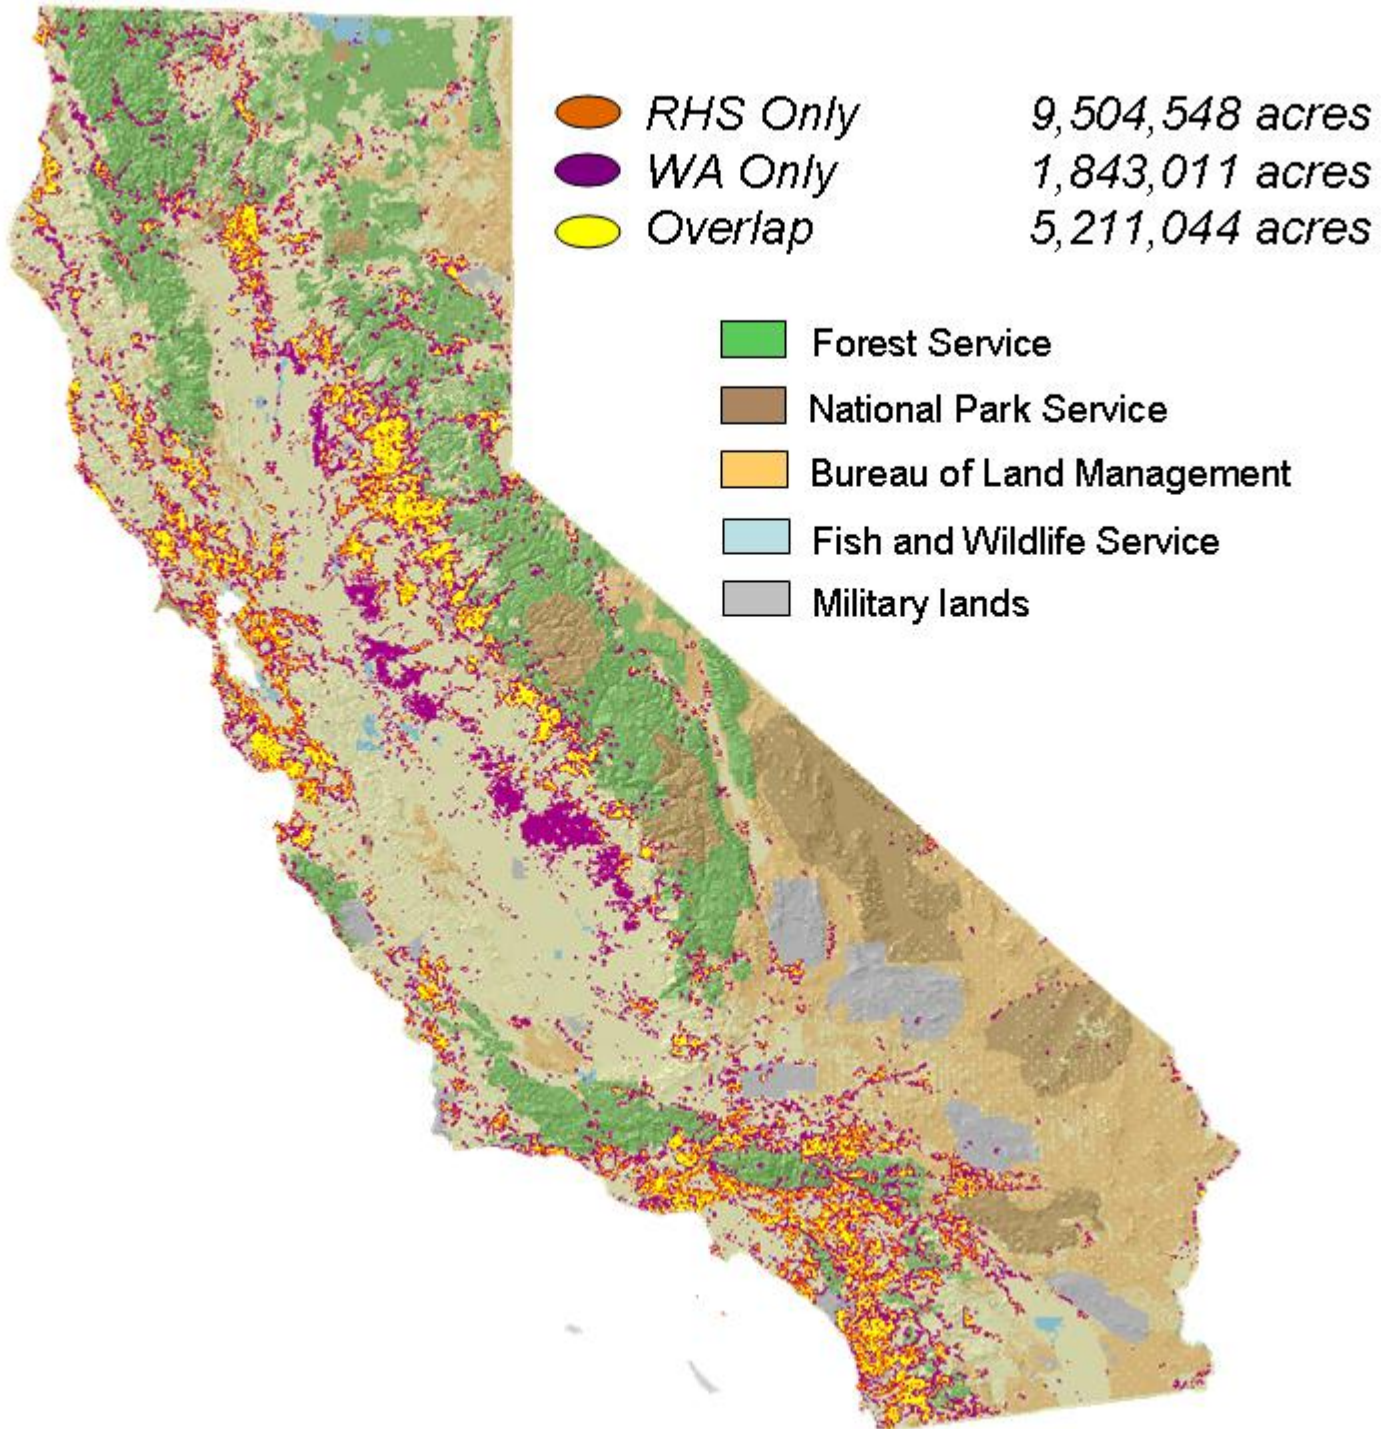 RHS Only 9,504,548 acres
WA Only 1,843,011 acres
Overlap 5,211,044 acres
Forest Service
National Park Service
Bureau of Land Management
Fish and Wildlife Service
Military lands